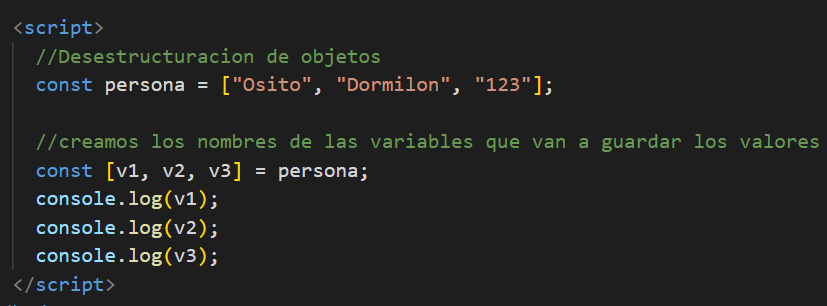 <script>
//Desestructuracion de objetos
const persona = ["Osito", "Dormilon", "123"];
//creamos los nombres de las variables que van a guardar los valores
const [v1, v2, v3] = persona;
console.log(v1);
console.log(v2);
console.log(v3);
</script>